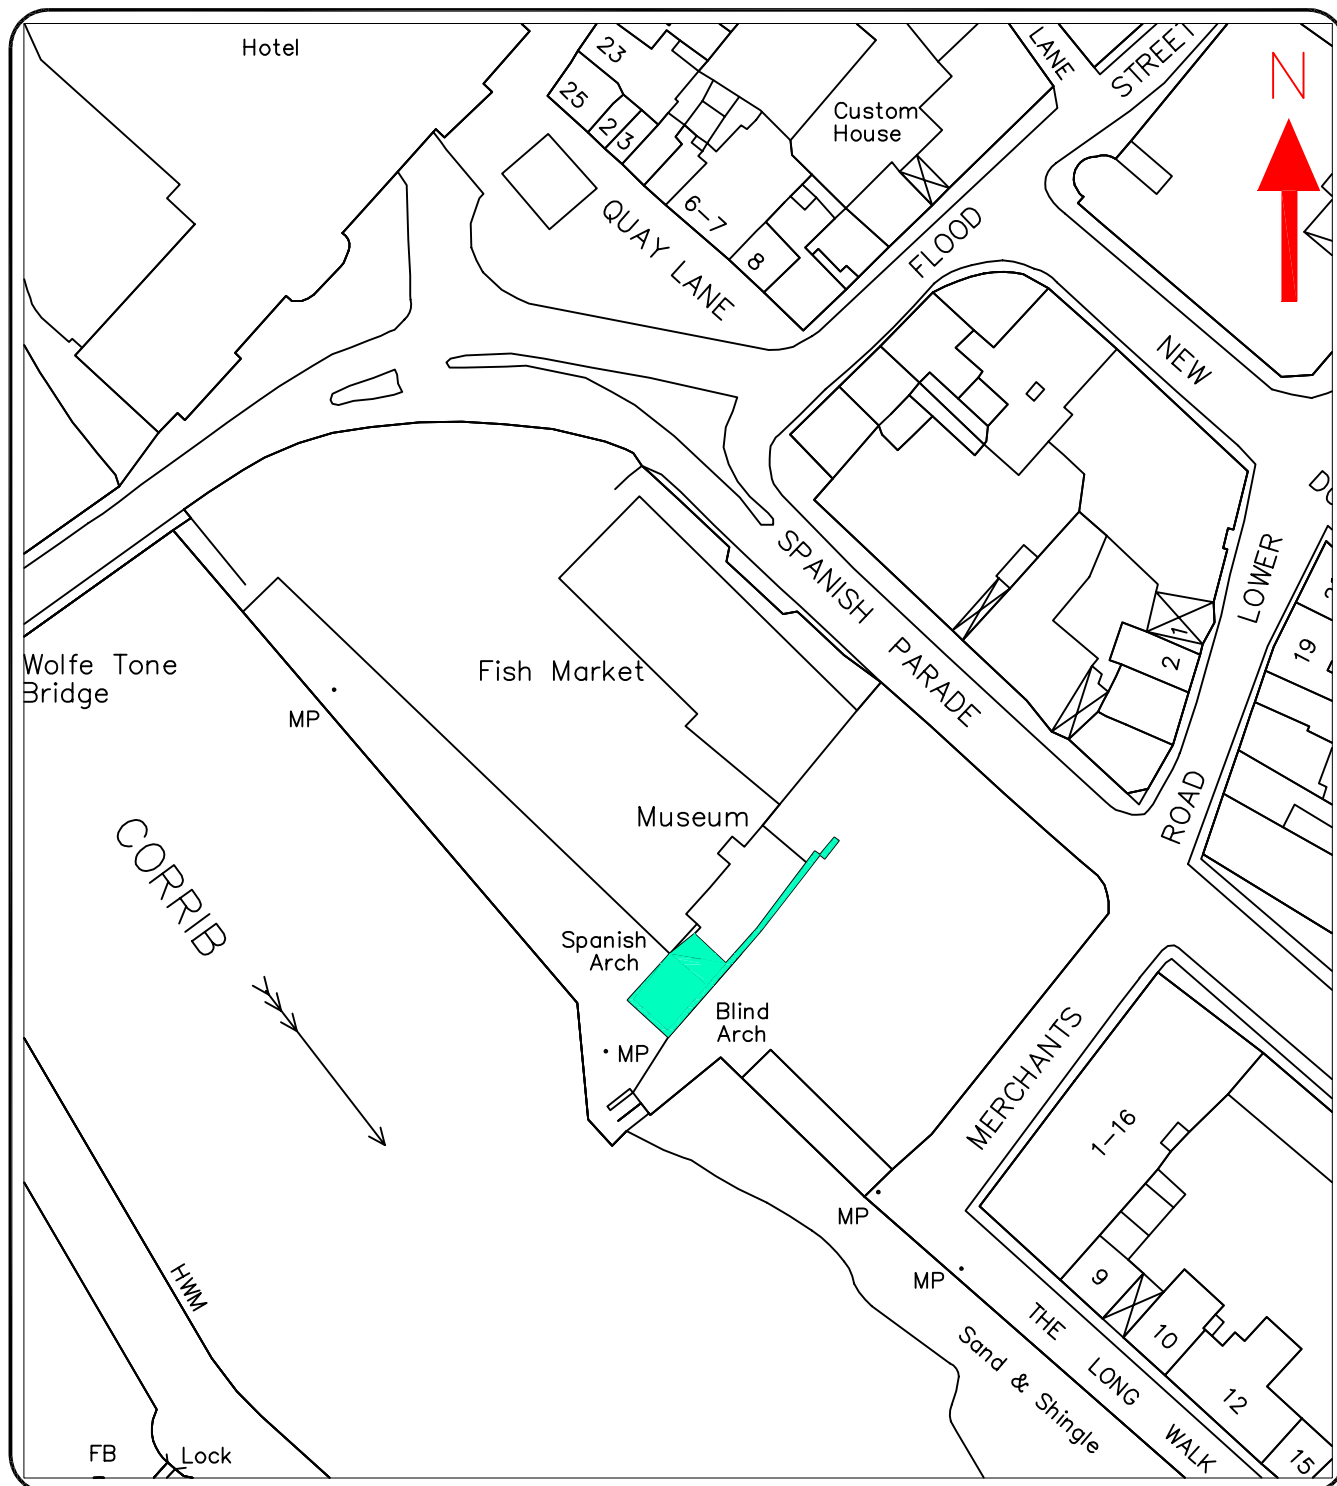 Hotel
23
25
2
3
6-7
8
Custom
House
LANE
STREET
N
QUAY LANE
FLOOD
NEW
LOWER
ROAD
SPANISH PARADE
1
2
19
Wolfe Tone
Bridge
MP
Fish Market
Museum
CORRIB
Spanish
Arch
Blind
Arch
MP
MERCHANTS
1-16
MP
MP
HWM
9
10
12
15
THE LONG WALK
Sand & Shingle
FB
Lock